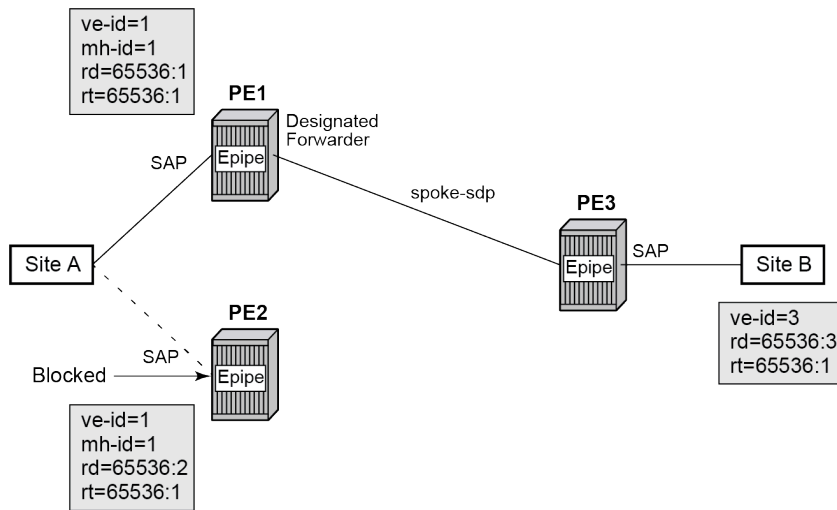 ve-id=1
mh-id=1
rd=65536:1
rt=65536:1
PE1
Designated
Forwarder
SAP
Epipe
spoke-sdp
PE3
Site A
Epipe
SAP
Site B
PE2
SAP
Epipe
Blocked
ve-id=3
rd=65536:3
rt=65536:1
ve-id=1
mh-id=1
rd=65536:2
rt=65536:1